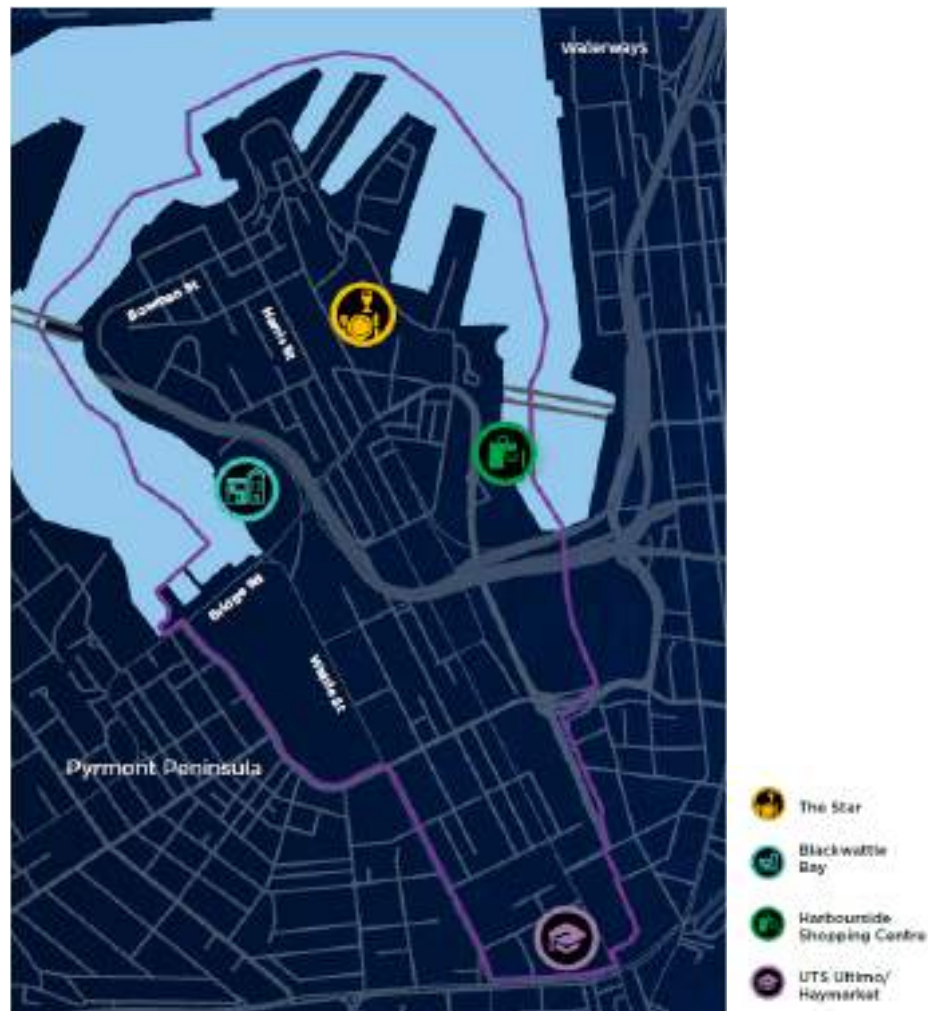 Waterways
Bowman St
Harris St
Bridge Rd
Wattle St
Pyrmont Peninsula
The Star
Blackwattle
Bay
Harbourside
Shopping Centre
UTS Ultimo/
Haymarket